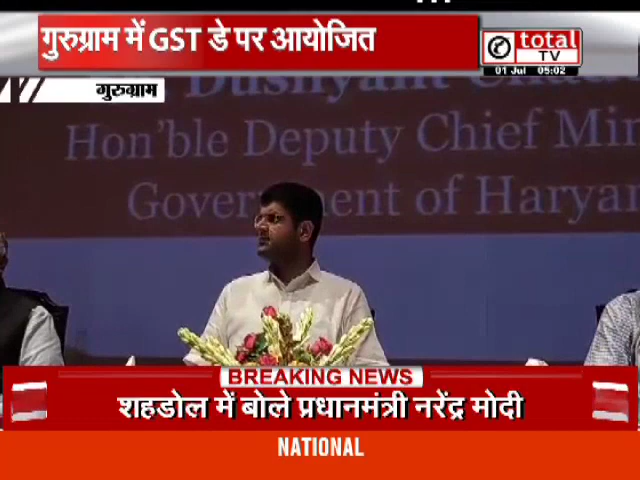 गुरुग्राम में GST डे पर आयोजित
total
TV
01 Jul 05:02
गुरुग्राम
Dushyant
Hon'ble Deputy Chief Min
Government of Haryan
BREAKING NEWS
शहडोल में बोले प्रधानमंत्री नरेंद्र मोदी
NATIONAL